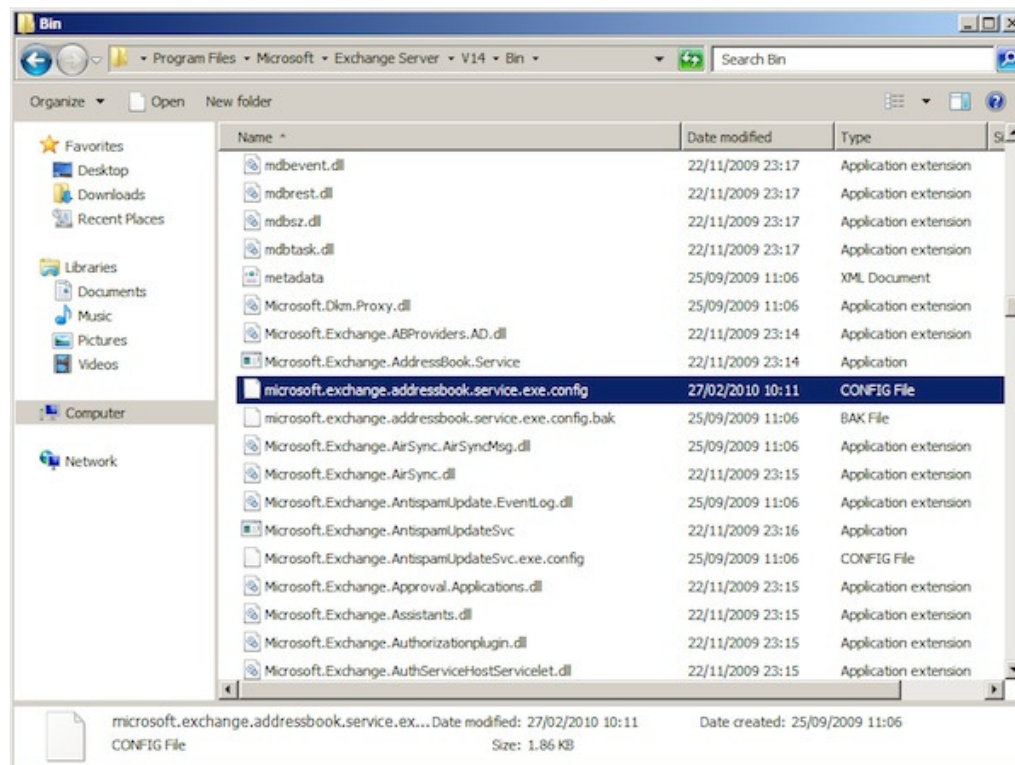 Bin
Program Files Microsoft Exchange Server V14 Bin Search Bin
Organize Open New folder
Favorites
Desktop
Downloads
Recent Places
Libraries
Documents
Music
Pictures
Videos
Computer
Network
Name Date modified Type Si
mdbevent.dll 22/11/2009 23:17 Application extension
mdbrest.dll 22/11/2009 23:17 Application extension
mdbsz.dll 22/11/2009 23:17 Application extension
mdbtask.dll 22/11/2009 23:17 Application extension
metadata 25/09/2009 11:06 XML Document
Microsoft.Dkm.Proxy.dll 25/09/2009 11:06 Application extension
Microsoft.Exchange.ABProviders.AD.dll 22/11/2009 23:14 Application extension
Microsoft.Exchange.AddressBook.Service 22/11/2009 23:14 Application
microsoft.exchange.addressbook.service.exe.config 27/02/2010 10:11 CONFIG File
microsoft.exchange.addressbook.service.exe.config.bak 25/09/2009 11:06 BAK File
Microsoft.Exchange.AirSync.AirSyncMsg.dll 25/09/2009 11:06 Application extension
Microsoft.Exchange.AirSync.dll 22/11/2009 23:15 Application extension
Microsoft.Exchange.AntispamUpdate.EventLog.dll 25/09/2009 11:06 Application extension
Microsoft.Exchange.AntispamUpdateSvc 22/11/2009 23:16 Application
Microsoft.Exchange.AntispamUpdateSvc.exe.config 25/09/2009 11:06 CONFIG File
Microsoft.Exchange.Approval.Applications.dll 22/11/2009 23:15 Application extension
Microsoft.Exchange.Assistants.dll 22/11/2009 23:15 Application extension
Microsoft.Exchange.Authorizationplugin.dll 22/11/2009 23:15 Application extension
Microsoft.Exchange.AuthServiceHostServicelet.dll 22/11/2009 23:15 Application extension
microsoft.exchange.addressbook.service.ex... Date modified: 27/02/2010 10:11 Date created: 25/09/2009 11:06
CONFIG File Size: 1.86 KB